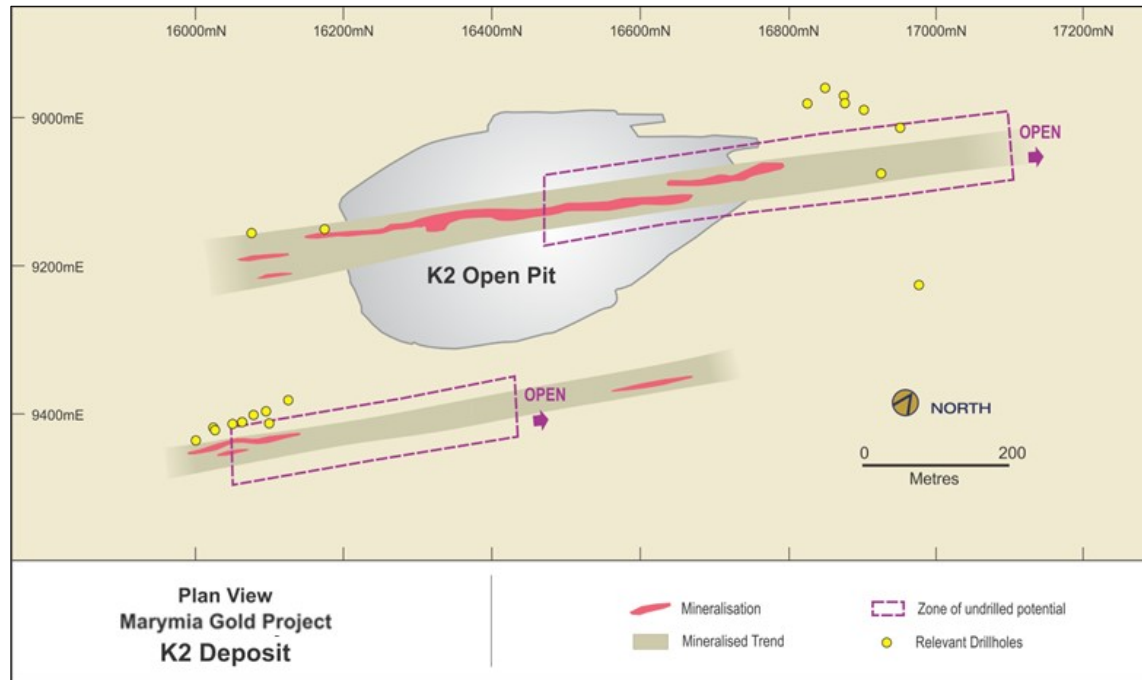 16000mN 16200mN 16400mN 16600mN 16800mN 17000mN 17200mN
9000mE
OPEN
9200mE
K2 Open Pit
OPEN
9400mE
NORTH
0 200
Metres
Plan View
Marymia Gold Project
K2 Deposit
Mineralisation
Mineralised Trend
Zone of undrilled potential
Relevant Drillholes